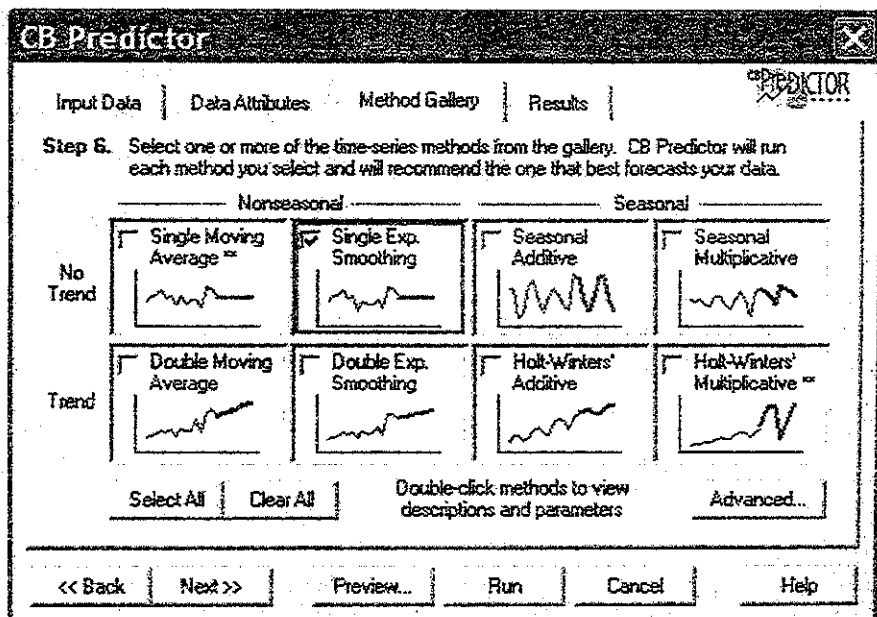 CB Predictor
CB PREDICTOR
Input Data Data Attributes Method Gallery Results
Step 6. Select one or more of the time-series methods from the gallery. CB Predictor will run
each method you select and will recommend the one that best forecasts your data.
Nonseasonal Seasonal
No
Trend
Single Moving
Average **
Single Exp.
Smoothing
Seasonal
Additive
Seasonal
Multiplicative
Trend
Double Moving
Average
Double Exp.
Smoothing
Holt-Winters'
Additive
Holt-Winters'
Multiplicative **
Select All Clear All
Double-click methods to view
descriptions and parameters
Advanced...
<< Back Next >> Preview... Run Cancel Help